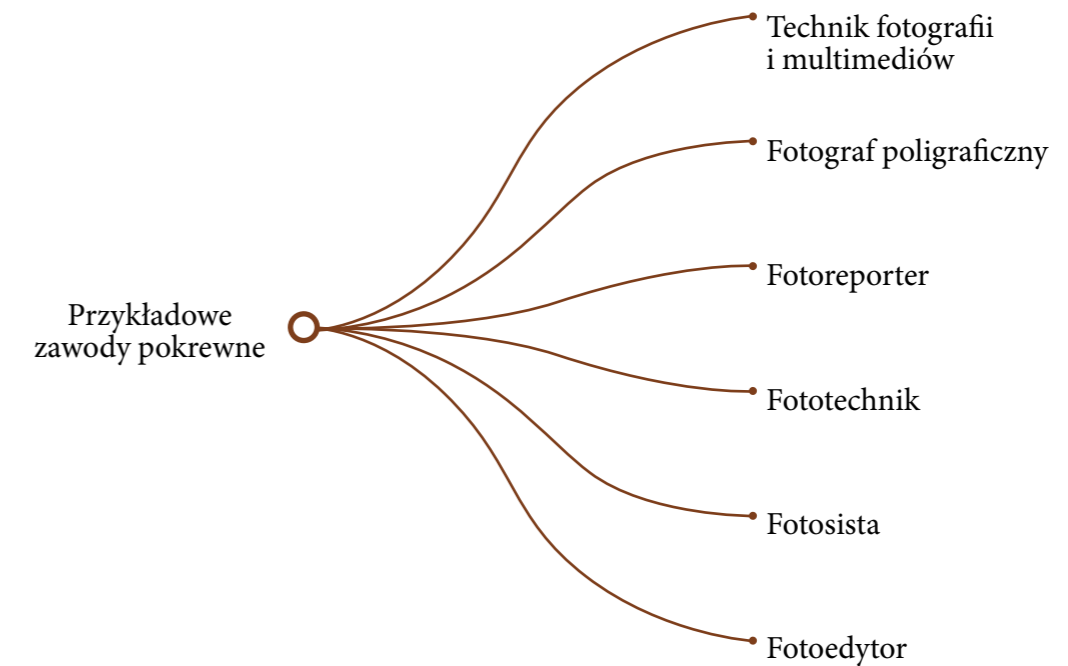 Przykładowe
zawody pokrewne
Technik fotografii
i multimediów
Fotograf poligraficzny
Fotoreporter
Fototechnik
Fotosista
Fotoedytor